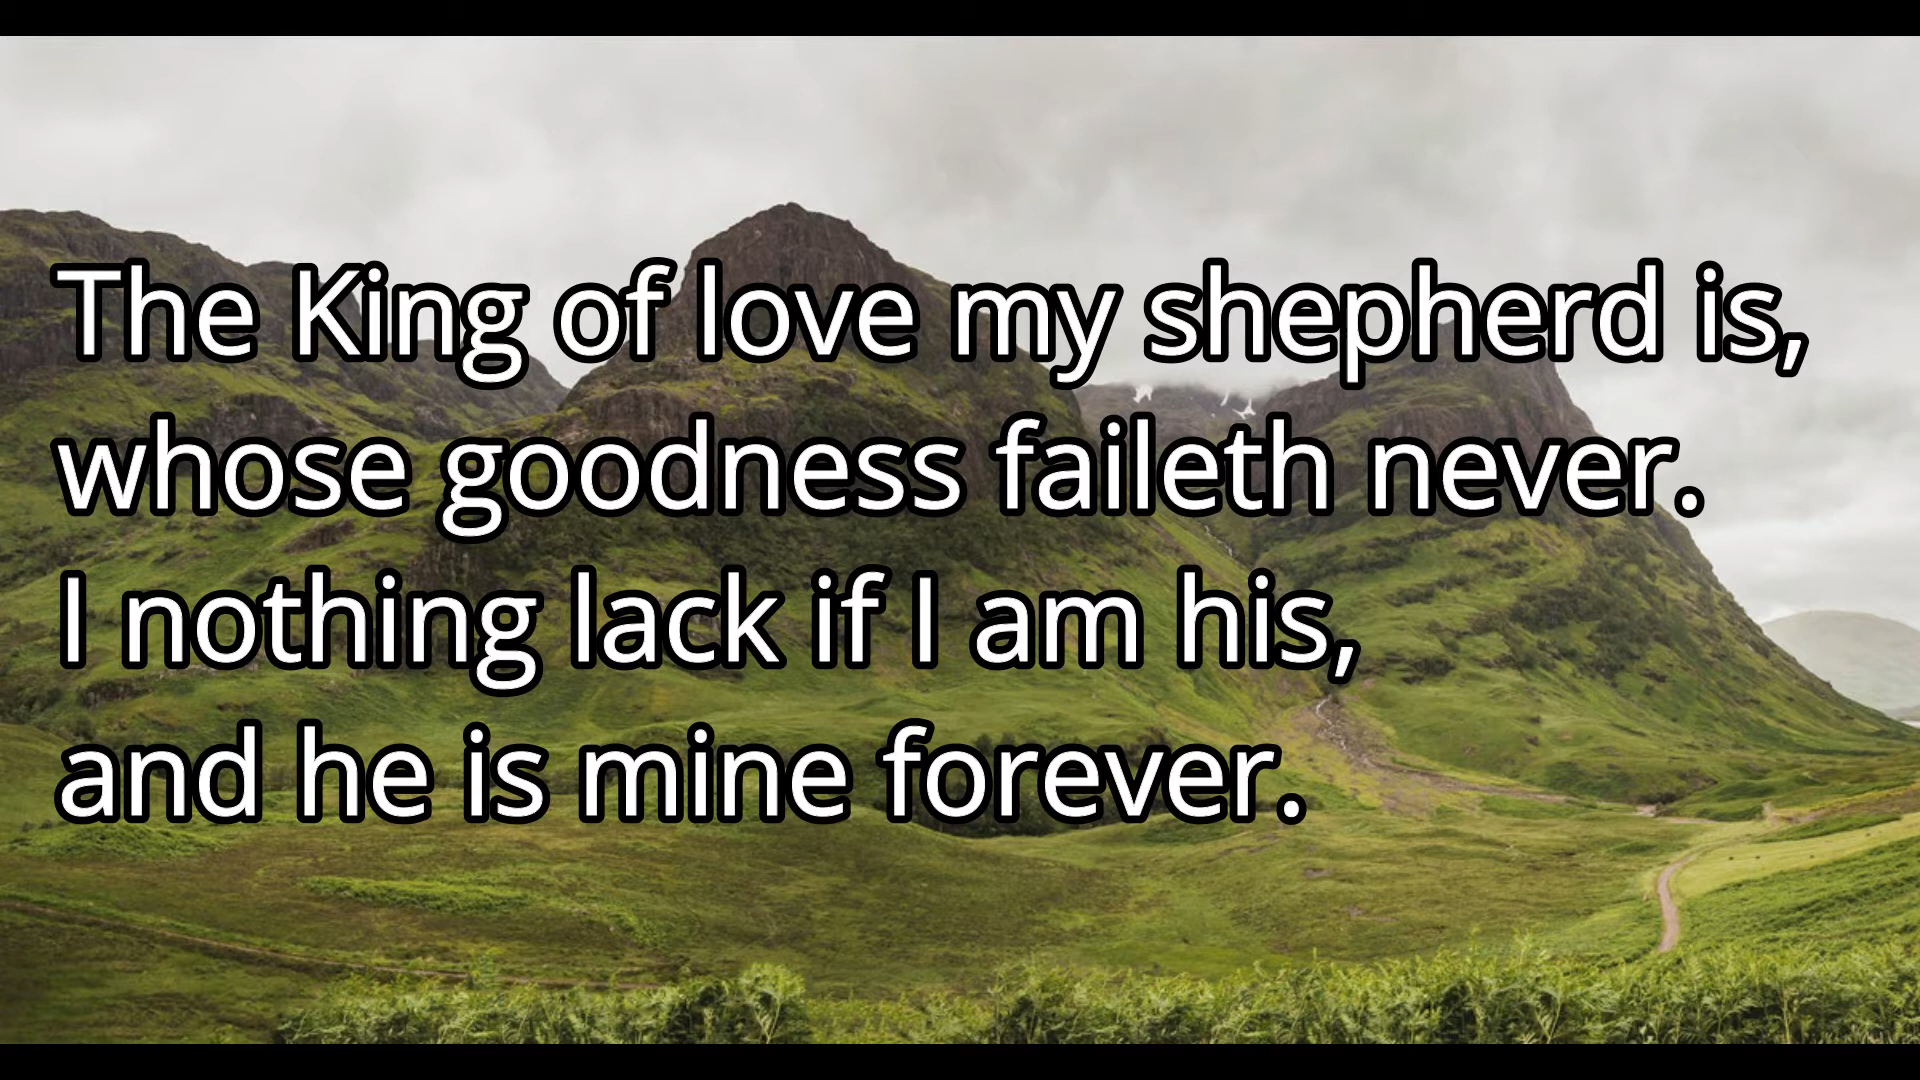 The King of love my shepherd is,
whose goodness faileth never.
I nothing lack if I am his,
and he is mine forever.